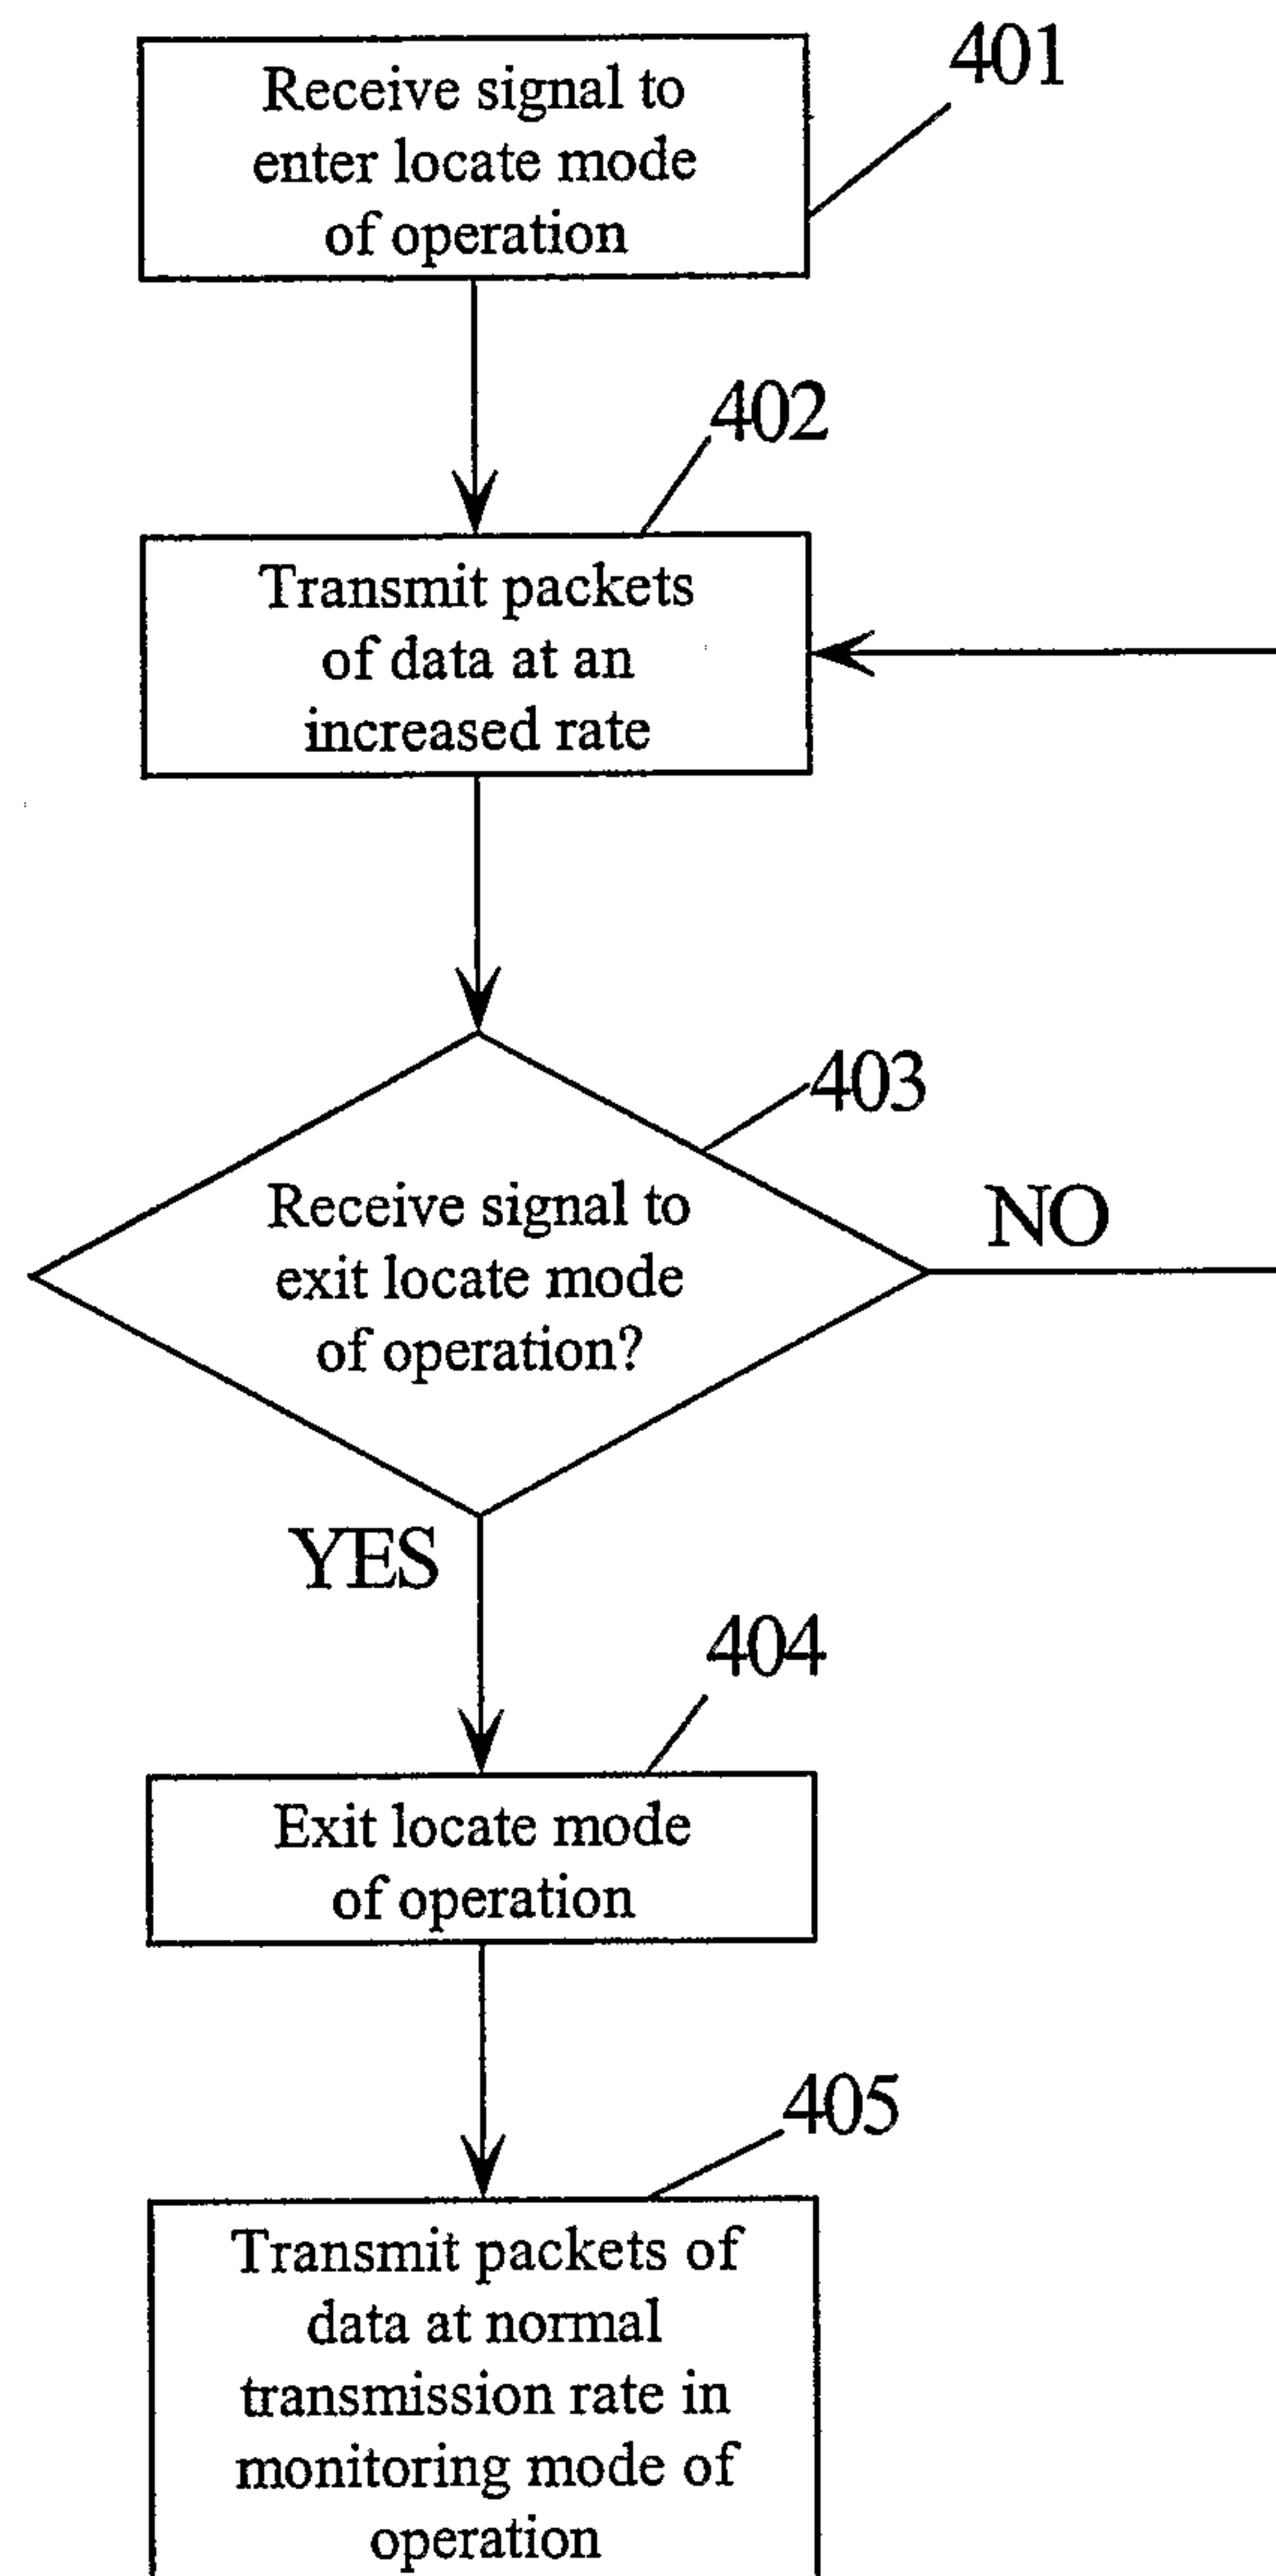 401
Receive signal to
enter locate mode
of operation
402
Transmit packets
of data at an
increased rate
403
Receive signal to
exit locate mode
of operation?
NO
YES
404
Exit locate mode
of operation
405
Transmit packets of
data at normal
transmission rate in
monitoring mode of
operation